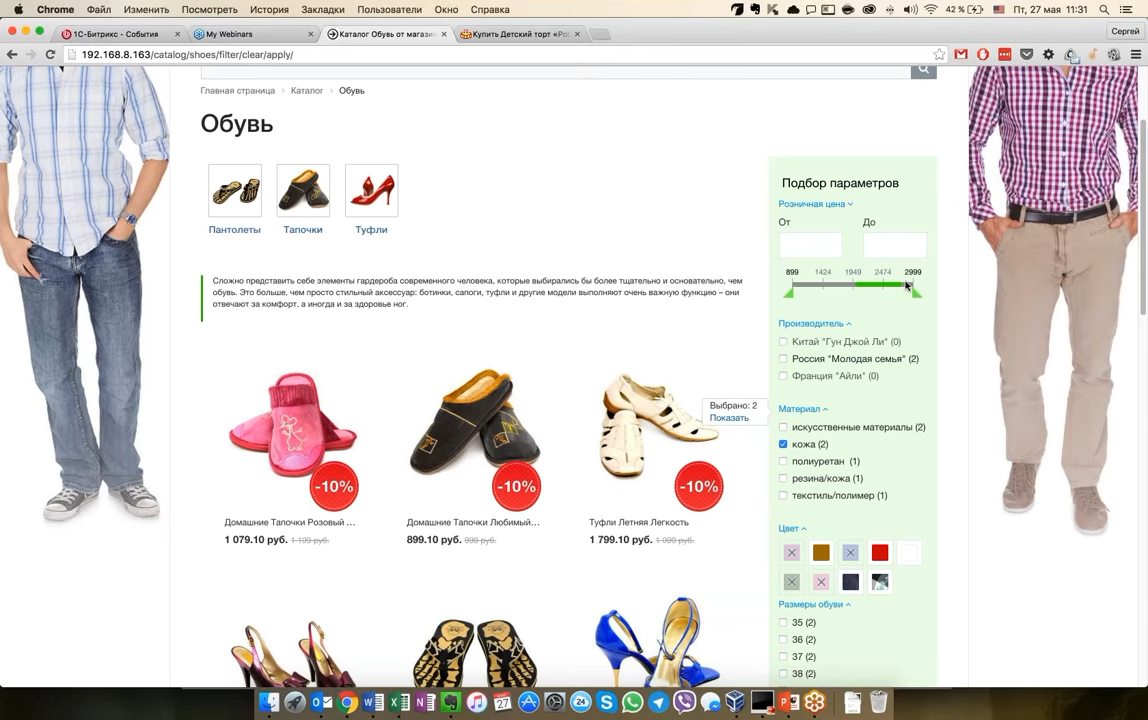 Chrome Файл Изменить Посмотреть История Закладки Пользователи Окно Справка
42 % Пт, 27 мая 11:31
1С-Битрикс - События
My Webinars
Каталог Обувь от магазин
Купить Детский торт
Сергей
192.168.8.163/catalog/shoes/filter/clear/apply/
Главная страница Каталог Обувь
Обувь
Пантолеты
Тапочки
Туфли
Сложно представить себе элементы гардероба современного человека, которые выбирались бы более тщательно и основательно, чем
обувь. Это больше, чем просто стильный аксессуар: ботинки, сапоги, туфли и другие модели выполняют очень важную функцию – они
отвечают за комфорт, а иногда и за здоровье ног.
-10%
-10%
-10%
Домашние Тапочки Розовый ...
Домашние Тапочки Любимый...
Туфли Летняя Легкость
1 079.10 руб. 1 199 руб.
899.10 руб. 999 руб.
1 799.10 руб. 1 999 руб.
Подбор параметров
Розничная цена
От До
899 1424 1949 2474 2999
Производитель
Китай "Гун Джой Ли" (0)
Россия "Молодая семья" (2)
Франция "Айли" (0)
Выбрано: 2
Показать
Материал
искусственные материалы (2)
кожа (2)
полиуретан (1)
резина/кожа (1)
текстиль/полимер (1)
Цвет
Размеры обуви
35 (2)
36 (2)
37 (2)
38 (2)